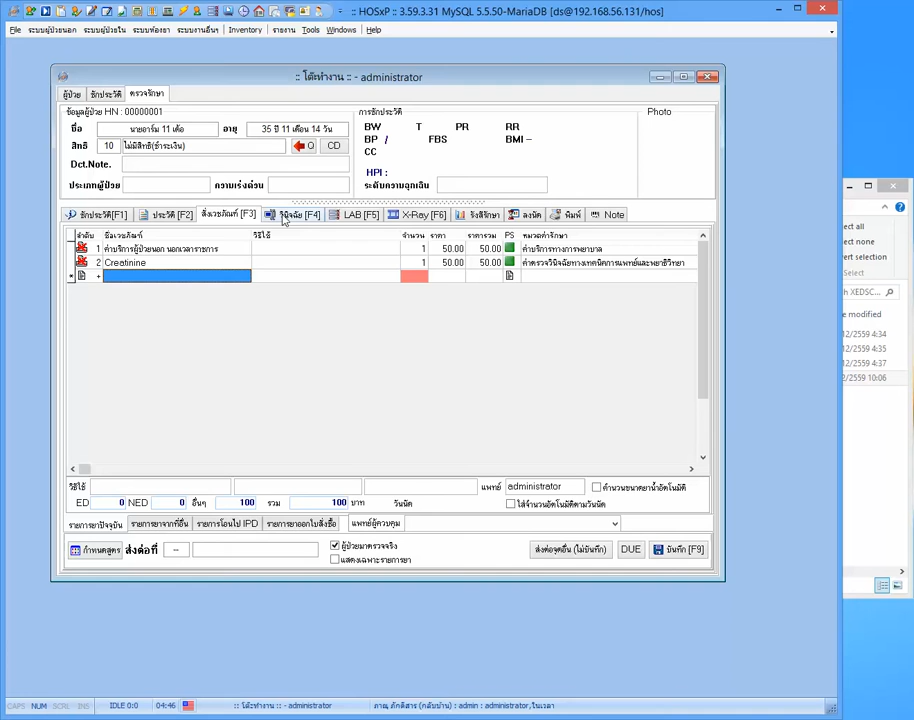 :: HOSxP :: 3.59.3.31 MySQL 5.5.50-MariaDB [ds@192.168.56.131/hos]
File ระบบผู้ป่วยนอก ระบบผู้ป่วยใน ระบบห้องยา ระบบงานอื่นๆ Inventory รายงาน Tools Windows Help
:: โต๊ะทำงาน :: - administrator
ผู้ป่วย ซักประวัติ ตรวจรักษา
ข้อมูลผู้ป่วย HN : 00000001 การซักประวัติ Photo
ชื่อ นายอาร์ม 11 เด้อ อายุ 35 ปี 11 เดือน 14 วัน BW T PR RR
สิทธิ 10 ไม่มีสิทธิ(ชำระเงิน) Q CD BP / FBS BMI -
CC
Dct.Note.
HPI :
ประเภทผู้ป่วย ความเร่งด่วน ระดับความฉุกเฉิน
ซักประวัติ[F1] ประวัติ [F2] สั่งเวชภัณฑ์ [F3] วินิจฉัย [F4] LAB [F5] X-Ray [F6] รังสีรักษา ลงนัด พิมพ์ Note
ลำดับ ชื่อเวชภัณฑ์ วิธีใช้ จำนวน ราคา ราคารวม PS หมวดค่ารักษา
1 ค่าบริการผู้ป่วยนอก นอกเวลาราชการ 1 50.00 50.00 ค่าบริการทางการพยาบาล
2 Creatinine 1 50.00 50.00 ค่าตรวจวินิจฉัยทางเทคนิคการแพทย์และพยาธิวิทยา
* +
วิธีใช้ แพทย์ administrator คำนวนขนาดยาน้ำอัตโนมัติ
ED 0 NED 0 อื่นๆ 100 รวม 100 บาท วันนัด ใส่จำนวนอัตโนมัติตามวันนัด
รายการยาปัจจุบัน รายการยาจากที่อื่น รายการโอนไป IPD รายการยาออกใบสั่งซื้อ แพทย์ผู้ควบคุม
กำหนดสูตร ส่งต่อที่ -- ผู้ป่วยมาตรวจจริง ส่งต่อจุดอื่น (ไม่บันทึก) DUE บันทึก [F9]
แสดงเฉพาะรายการยา
ect all
ect none
vert selection
Select
h XEDSC...
e modified
12/2559 4:34
12/2559 4:35
12/2559 4:37
2/2559 10:06
CAPS NUM SCRL INS IDLE 0:0 04:46 :: โต๊ะทำงาน :: - administrator